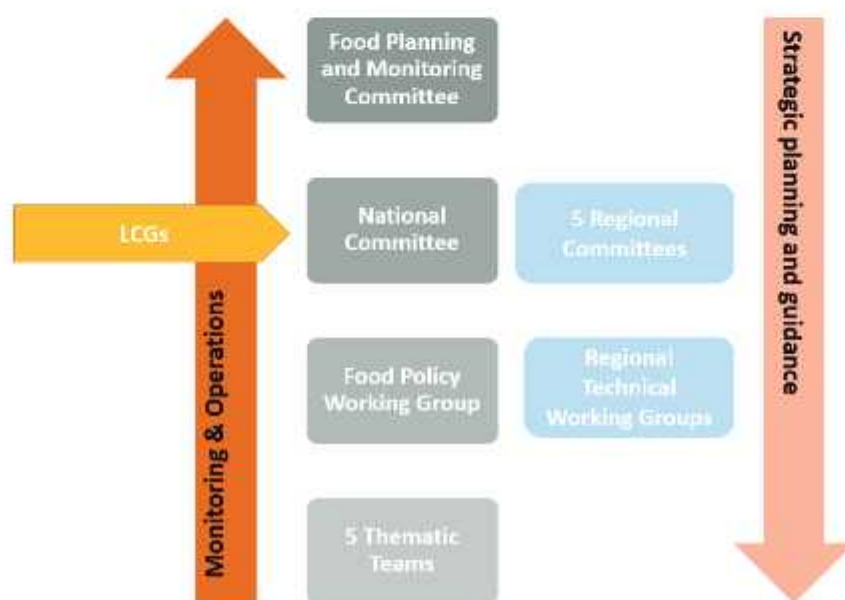 Food Planning
and Monitoring
Committee
LCGs
National
Committee
5 Regional
Committees
Food Policy
Working Group
Regional
Technical
Working Groups
5 Thematic
Teams
Monitoring & Operations
Strategic planning and guidance